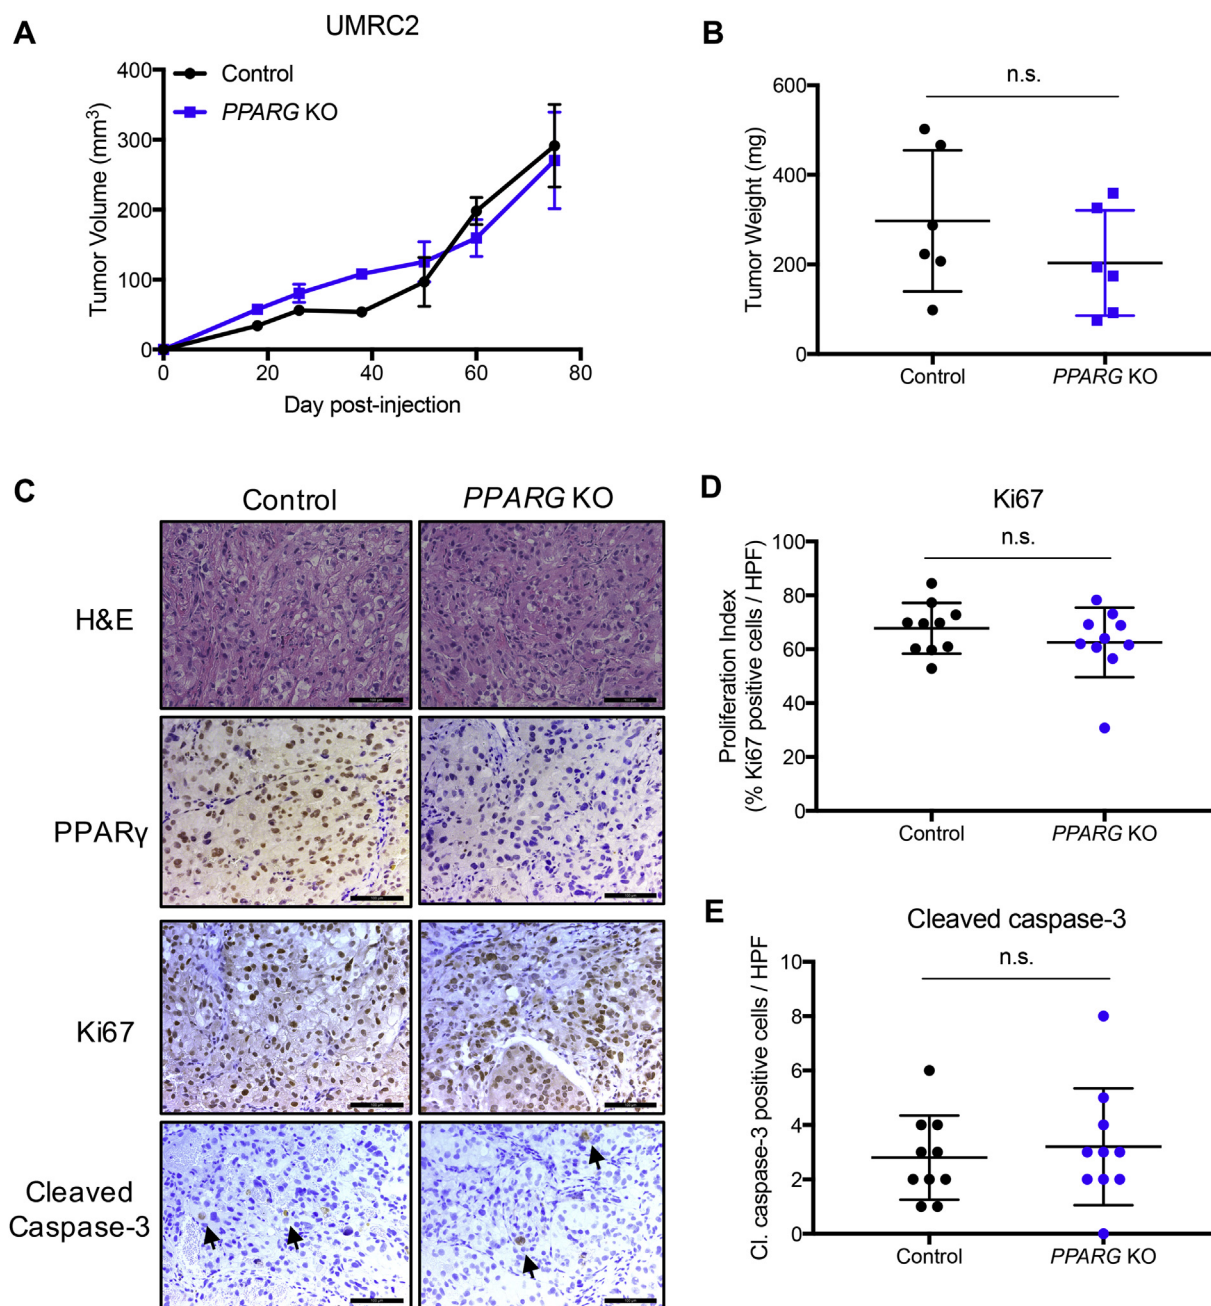 A
UMRC2
Control
PPARG KO
Tumor Volume (mm³)
400
300
200
100
0
0
20
40
60
80
Day post-injection
B
n.s.
Tumor Weight (mg)
600
400
200
0
Control
PPARG KO
C
Control
PPARG KO
H&E
PPARγ
Ki67
Cleaved
Caspase-3
D
Ki67
n.s.
Proliferation Index
(% Ki67 positive cells / HPF)
100
80
60
40
20
0
Control
PPARG KO
E
Cleaved caspase-3
n.s.
Cl. caspase-3 positive cells / HPF
10
8
6
4
2
0
Control
PPARG KO